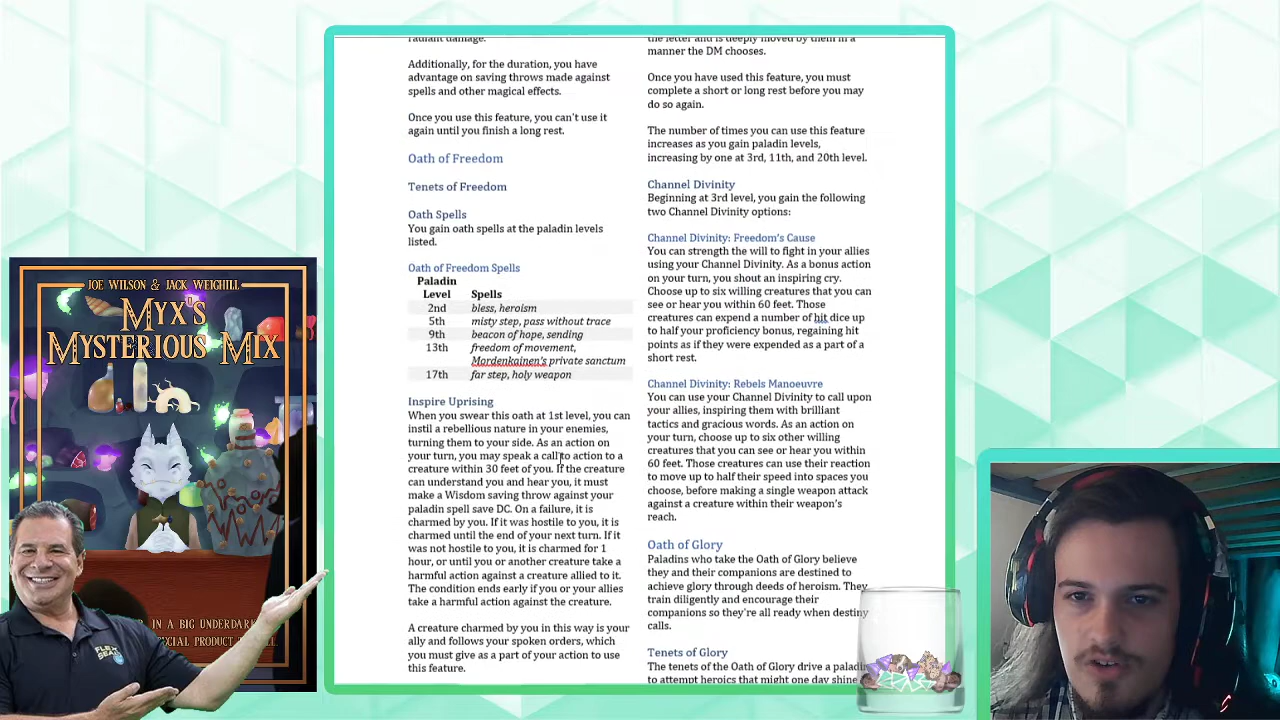 JOE WILSON & JACK WEIGHILL
MYX'S
MYSTERIOUS MIX
IN A BIG UNDERDARK
radiant damage.
Additionally, for the duration, you have
advantage on saving throws made against
spells and other magical effects.
Once you use this feature, you can't use it
again until you finish a long rest.
Oath of Freedom
Tenets of Freedom
Oath Spells
You gain oath spells at the paladin levels
listed.
Oath of Freedom Spells
Paladin
Level Spells
2nd bless, heroism
5th misty step, pass without trace
9th beacon of hope, sending
13th freedom of movement,
Mordenkainen's private sanctum
17th far step, holy weapon
Inspire Uprising
When you swear this oath at 1st level, you can
instil a rebellious nature in your enemies,
turning them to your side. As an action on
your turn, you may speak a call to action to a
creature within 30 feet of you. If the creature
can understand you and hear you, it must
make a Wisdom saving throw against your
paladin spell save DC. On a failure, it is
charmed by you. If it was hostile to you, it is
charmed until the end of your next turn. If it
was not hostile to you, it is charmed for 1
hour, or until you or another creature take a
harmful action against a creature allied to it.
The condition ends early if you or your allies
take a harmful action against the creature.
A creature charmed by you in this way is your
ally and follows your spoken orders, which
you must give as a part of your action to use
this feature.
the letter and is deeply moved by them in a
manner the DM chooses.
Once you have used this feature, you must
complete a short or long rest before you may
do so again.
The number of times you can use this feature
increases as you gain paladin levels,
increasing by one at 3rd, 11th, and 20th level.
Channel Divinity
Beginning at 3rd level, you gain the following
two Channel Divinity options:
Channel Divinity: Freedom's Cause
You can strength the will to fight in your allies
using your Channel Divinity. As a bonus action
on your turn, you shout an inspiring cry.
Choose up to six willing creatures that you can
see or hear you within 60 feet. Those
creatures can expend a number of hit dice up
to half your proficiency bonus, regaining hit
points as if they were expended as a part of a
short rest.
Channel Divinity: Rebels Manoeuvre
You can use your Channel Divinity to call upon
your allies, inspiring them with brilliant
tactics and gracious words. As an action on
your turn, choose up to six other willing
creatures that you can see or hear you within
60 feet. Those creatures can use their reaction
to move up to half their speed into spaces you
choose, before making a single weapon attack
against a creature within their weapon's
reach.
Oath of Glory
Paladins who take the Oath of Glory believe
they and their companions are destined to
achieve glory through deeds of heroism. They
train diligently and encourage their
companions so they're all ready when destiny
calls.
Tenets of Glory
The tenets of the Oath of Glory drive a paladin
to attempt heroics that might one day shine